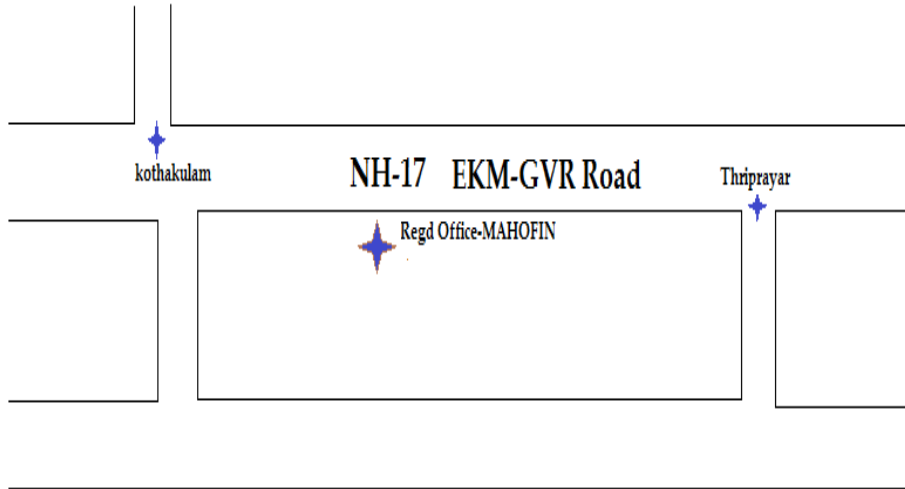 kothakulam
NH-17 EKM-GVR Road
Thriprayar
Regd Office-MAHOFIN